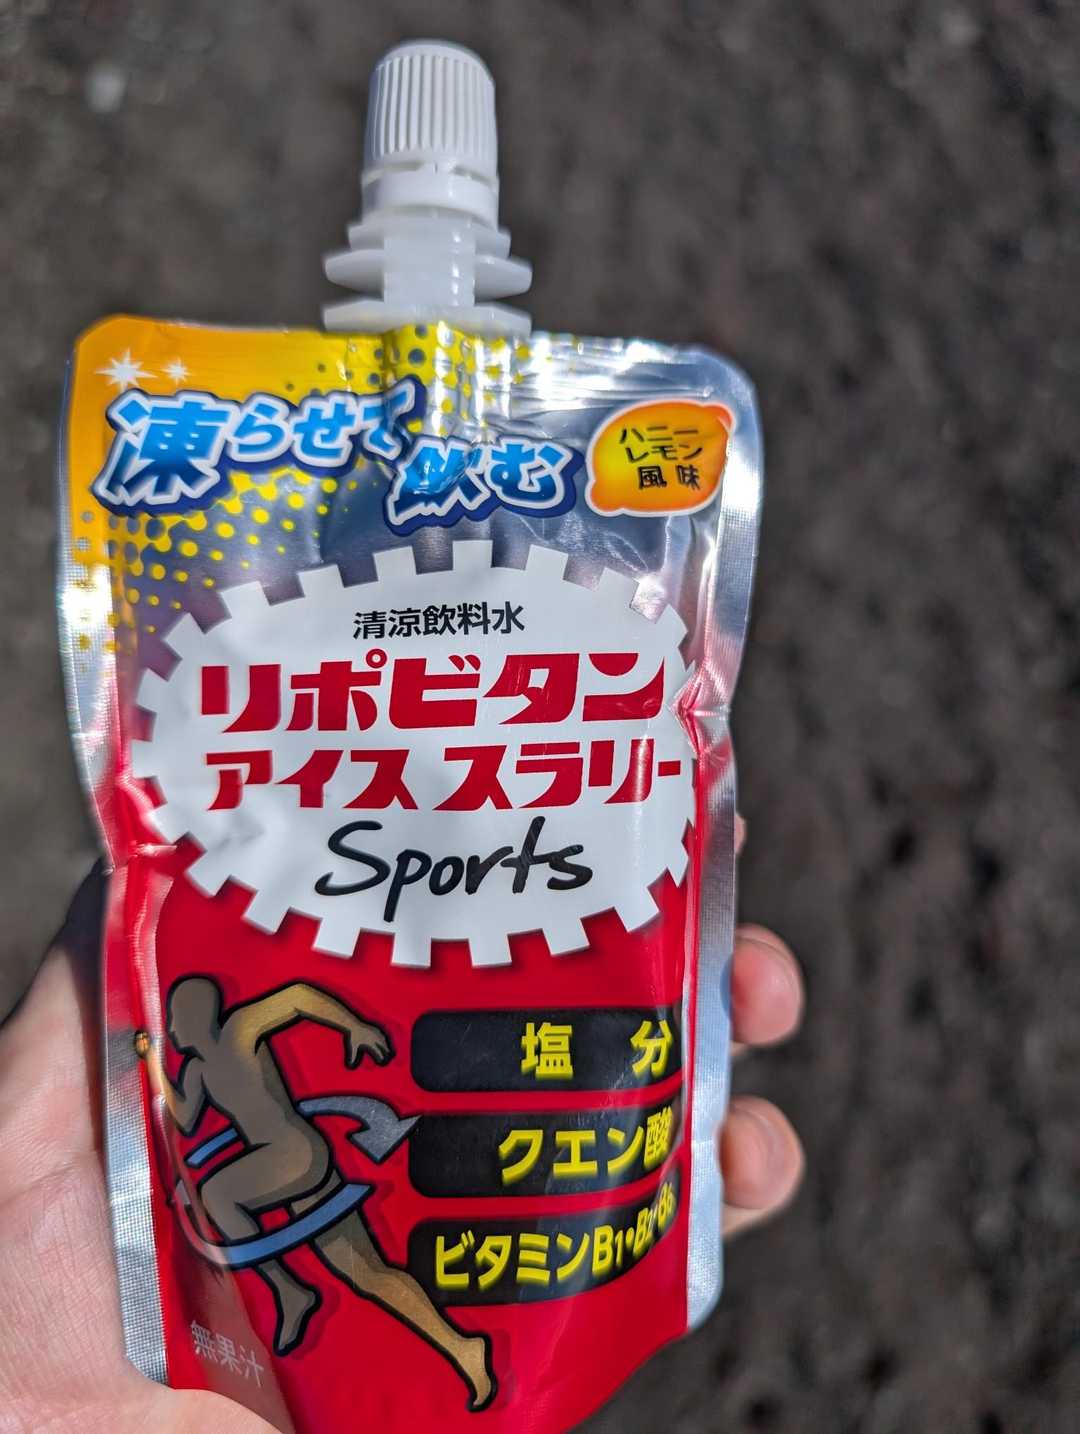 凍らせて飲む
ハニー
レモン
風味
清涼飲料水
リポビタン
アイススラリー
Sports
塩 分
クエン酸
ビタミンB1・B2・B6
無果汁